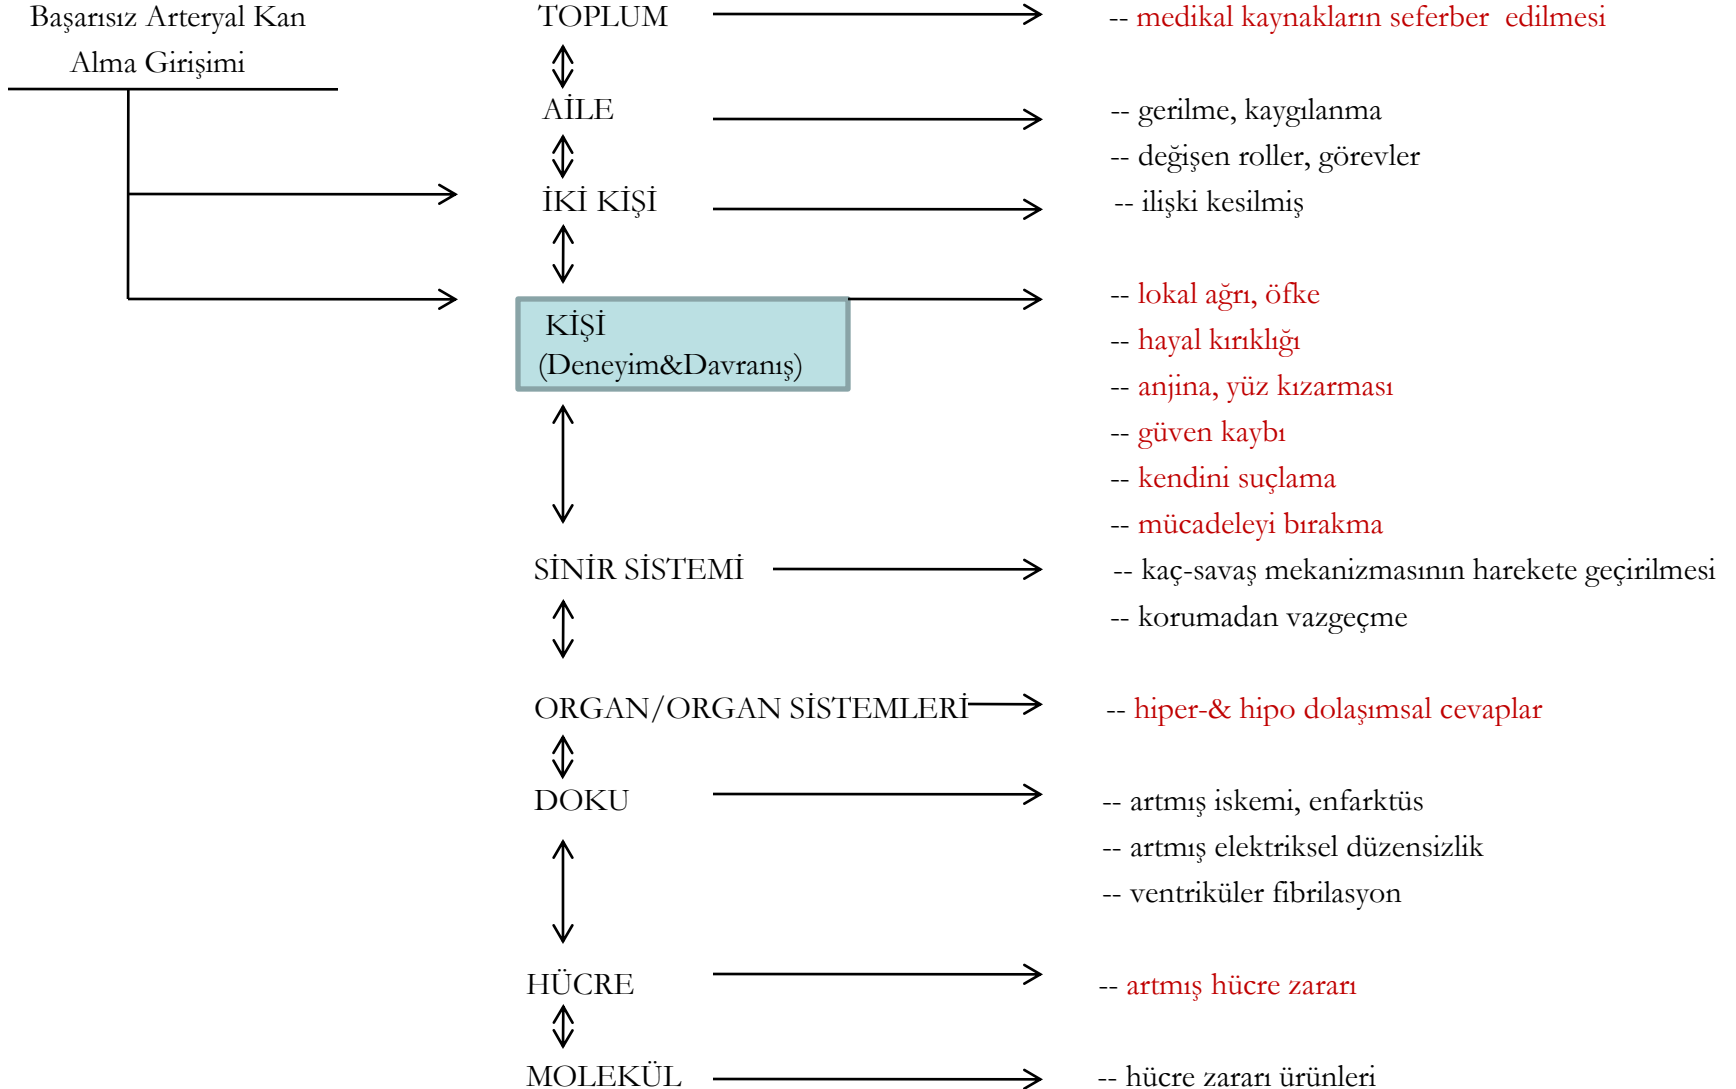 Başarısız Arteryal Kan
Alma Girişimi
TOPLUM
-- medikal kaynakların seferber edilmesi
AİLE
-- gerilme, kaygılanma
-- değişen roller, görevler
İKİ KİŞİ
-- ilişki kesilmiş
KİŞİ
(Deneyim&Davranış)
-- lokal ağrı, öfke
-- hayal kırıklığı
-- anjina, yüz kızarması
-- güven kaybı
-- kendini suçlama
-- mücadeleyi bırakma
SİNİR SİSTEMİ
-- kaç-savaş mekanizmasının harekete geçirilmesi
-- korumadan vazgeçme
ORGAN/ORGAN SİSTEMLERİ
-- hiper-& hipo dolaşımsal cevaplar
DOKU
-- artmış iskemi, enfarktüs
-- artmış elektriksel düzensizlik
-- ventriküler fibrilasyon
HÜCRE
-- artmış hücre zararı
MOLEKÜL
-- hücre zararı ürünleri